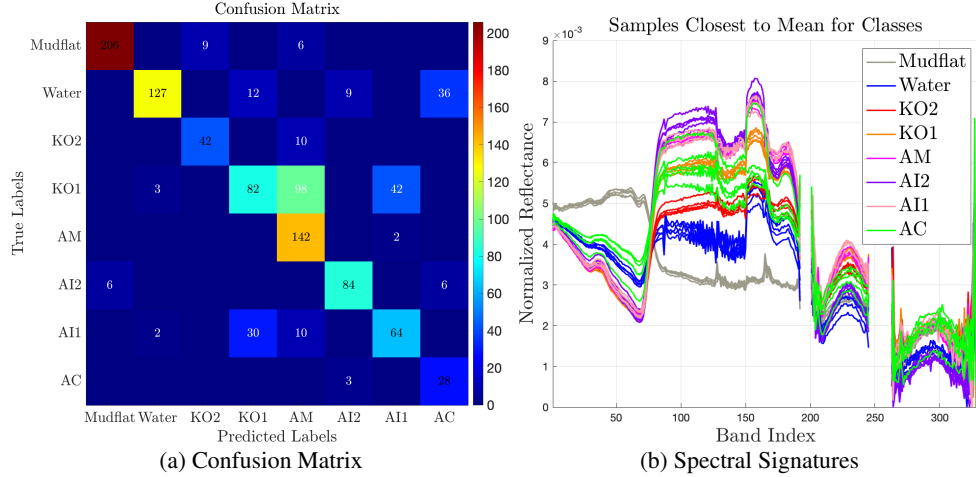 Confusion Matrix
True Labels
Mudflat 206 9 6
Water 127 12 9 36
KO2 42 10
KO1 3 82 98 42
AM 142 2
AI2 6 84 6
AI1 2 30 10 64
AC 3 28
Mudflat Water KO2 KO1 AM AI2 AI1 AC
Predicted Labels
200
180
160
140
120
100
80
60
40
20
0
(a) Confusion Matrix
Samples Closest to Mean for Classes
×10⁻³
Normalized Reflectance
9
8
7
6
5
4
3
2
1
0
50 100 150 200 250 300
Band Index
Mudflat
Water
KO2
KO1
AM
AI2
AI1
AC
(b) Spectral Signatures